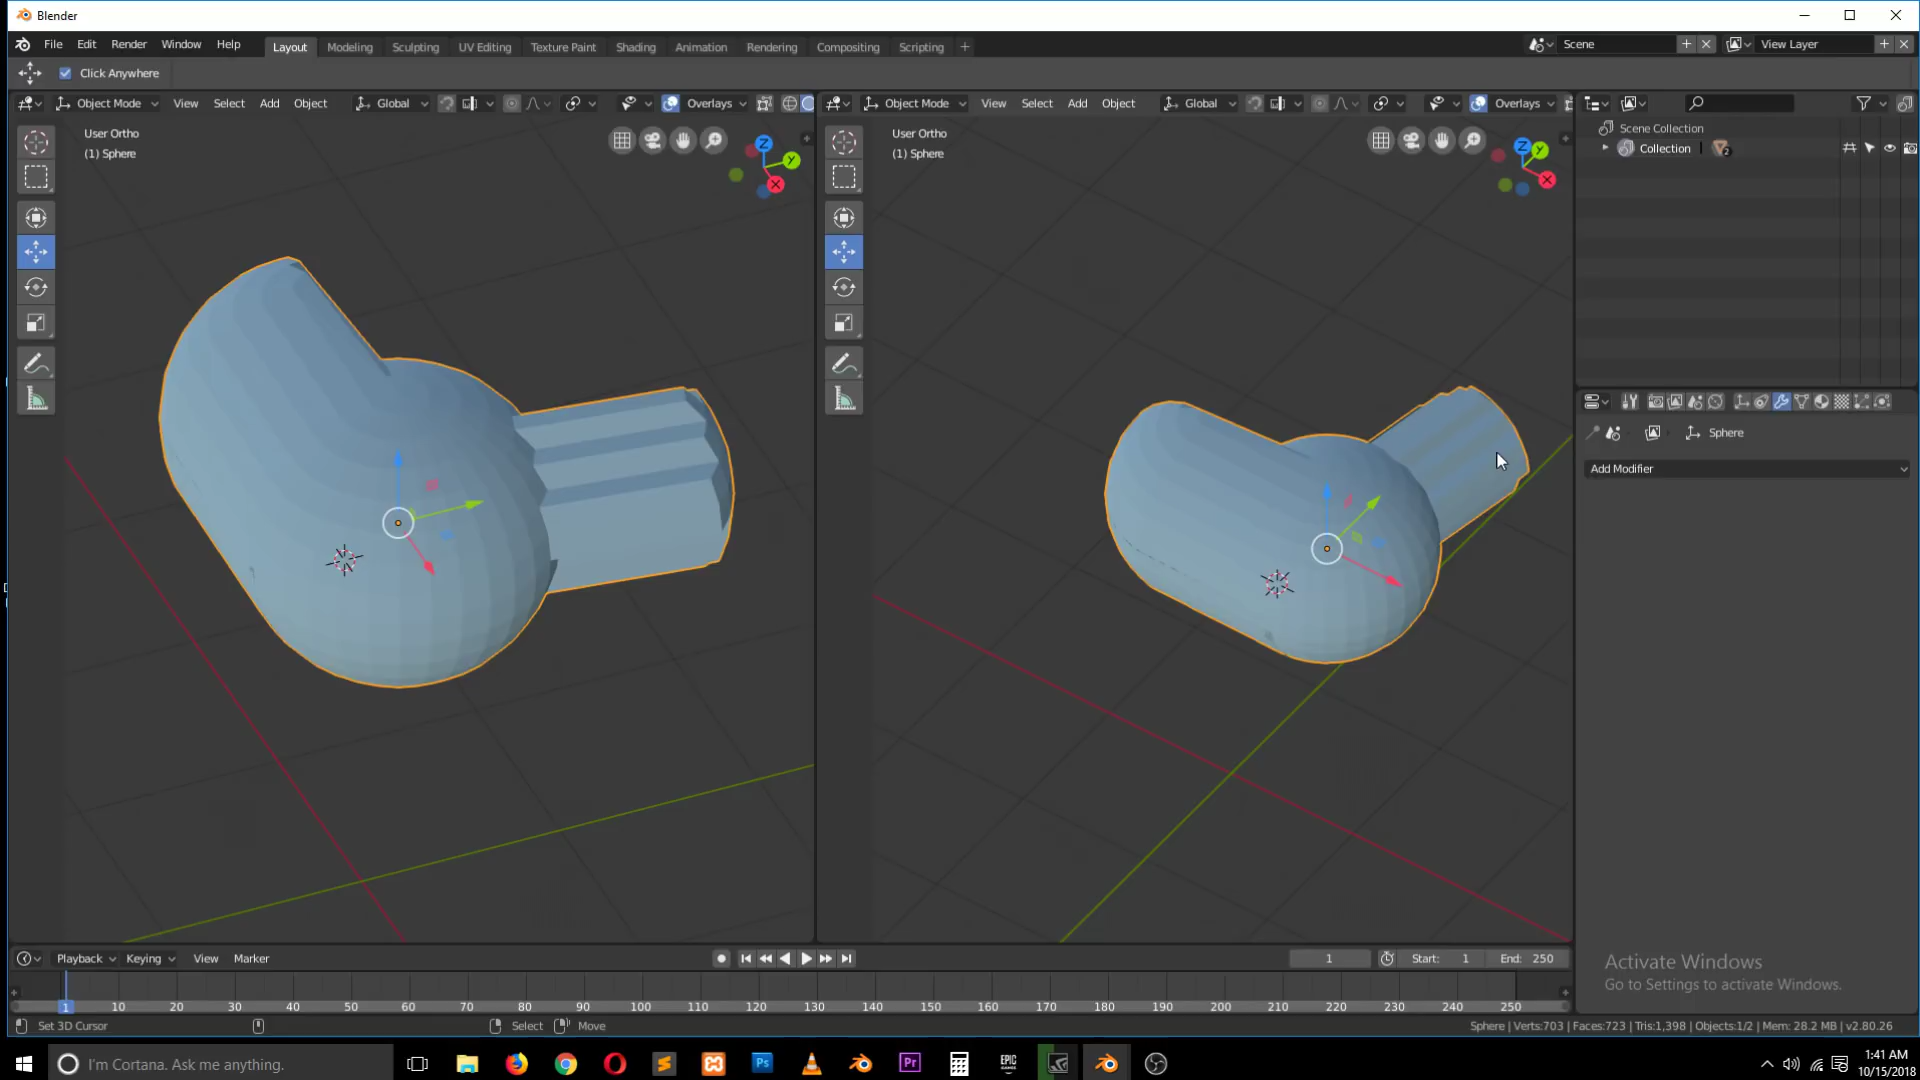 Blender
File Edit Render Window Help Layout Modeling Sculpting UV Editing Texture Paint Shading Animation Rendering Compositing Scripting + Scene View Layer
Click Anywhere
Object Mode View Select Add Object Global Overlays
Object Mode View Select Add Object Global Overlays
User Ortho
(1) Sphere
Z
Y
X
User Ortho
(1) Sphere
Z
Y
X
Scene Collection
Collection 2
Sphere
Add Modifier
Activate Windows
Go to Settings to activate Windows.
Playback Keying View Marker 1 Start: 1 End: 250
1 10 20 30 40 50 60 70 80 90 100 110 120 130 140 150 160 170 180 190 200 210 220 230 240 250
Set 3D Cursor Select Move Sphere | Verts:703 | Faces:723 | Tris:1,398 | Objects:1/2 | Mem: 28.2 MB | v2.80.26
I'm Cortana. Ask me anything.
Ps
Pr
EPIC
GAMES
1:41 AM
10/15/2018